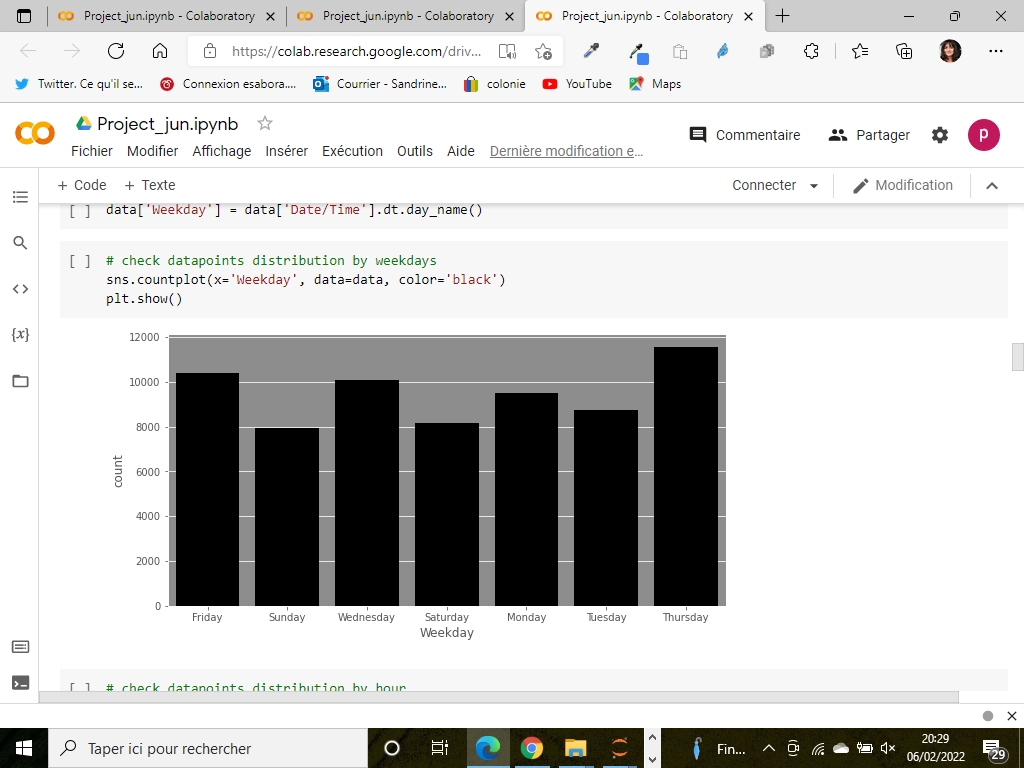 Project_jun.ipynb - Colaboratory
Project_jun.ipynb - Colaboratory
Project_jun.ipynb - Colaboratory
https://colab.research.google.com/driv...
Twitter. Ce qu'il se...
Connexion esabora....
Courrier - Sandrine...
colonie
YouTube
Maps
Project_jun.ipynb
Commentaire
Partager
P
Fichier Modifier Affichage Insérer Exécution Outils Aide Dernière modification e...
+ Code + Texte
Connecter
Modification
[ ] data['Weekday'] = data['Date/Time'].dt.day_name()
[ ] # check datapoints distribution by weekdays
sns.countplot(x='Weekday', data=data, color='black')
plt.show()
{x}
12000
10000
8000
6000
4000
2000
0
count
Friday Sunday Wednesday Saturday Monday Tuesday Thursday
Weekday
[ ] # check datapoints distribution by hour
Taper ici pour rechercher
Fin...
20:29
06/02/2022
29